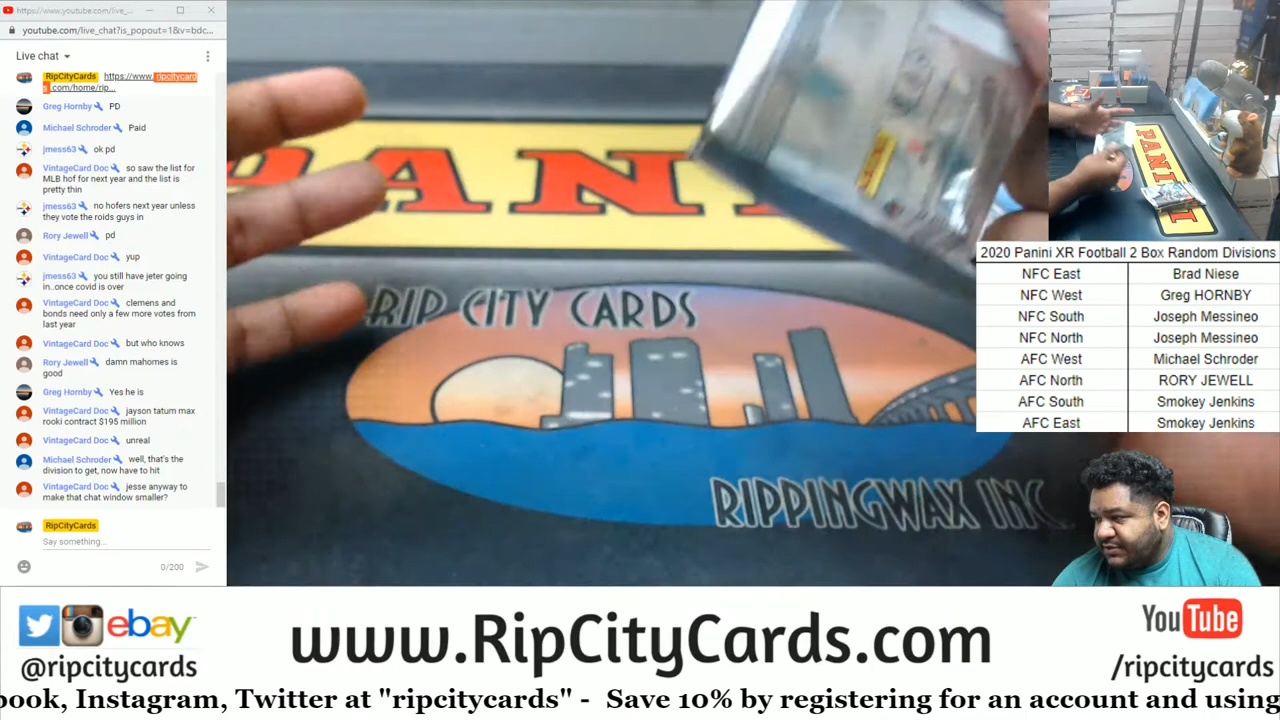 https://www.youtube.com/live_...
youtube.com/live_chat?is_popout=1&v=bdc...
Live chat
RipCityCards https://www.ripcitycard
s.com/home/rip...
Greg Hornby PD
Michael Schroder Paid
jmess63 ok pd
VintageCard Doc so saw the list for
MLB hof for next year and the list is
pretty thin
jmess63 no hofers next year unless
they vote the roids guys in
Rory Jewell pd
VintageCard Doc yup
jmess63 you still have jeter going
in..once covid is over
VintageCard Doc clemens and
bonds need only a few more votes from
last year
VintageCard Doc but who knows
Rory Jewell damn mahomes is
good
Greg Hornby Yes he is
VintageCard Doc jayson tatum max
rooki contract $195 million
VintageCard Doc unreal
Michael Schroder well, that's the
division to get, now have to hit
VintageCard Doc jesse anyway to
make that chat window smaller?
RipCityCards
Say something...
0/200
PANI
RIP CITY CARDS
RIPPINGWAX INC.
PANINI
2020 Panini XR Football 2 Box Random Divisions
NFC East Brad Niese
NFC West Greg HORNBY
NFC South Joseph Messineo
NFC North Joseph Messineo
AFC West Michael Schroder
AFC North RORY JEWELL
AFC South Smokey Jenkins
AFC East Smokey Jenkins
ebay
@ripcitycards
www.RipCityCards.com
YouTube
/ripcitycards
book, Instagram, Twitter at "ripcitycards" - Save 10% by registering for an account and using